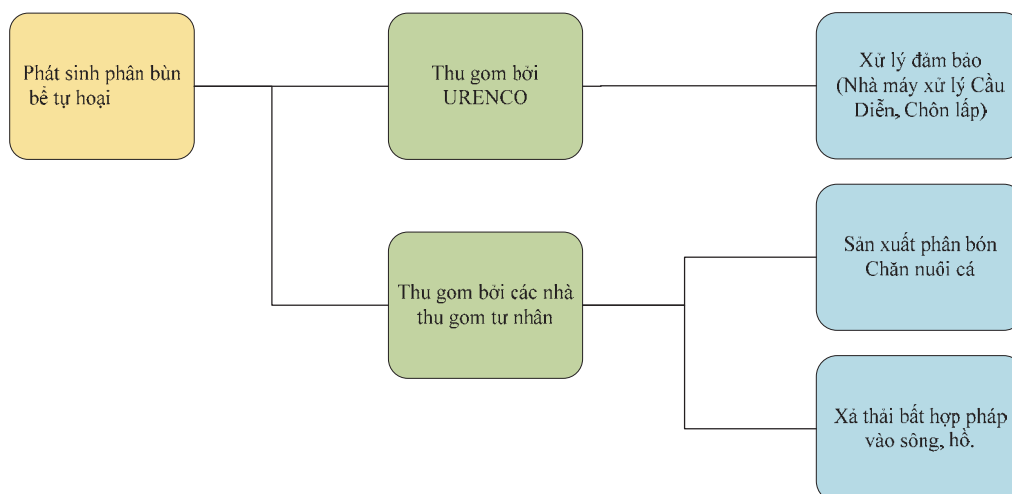 Phát sinh phân bùn
bể tự hoại
Thu gom bởi
URENCO
Xử lý đảm bảo
(Nhà máy xử lý Cầu
Diễn, Chôn lấp)
Thu gom bởi các nhà
thu gom tư nhân
Sản xuất phân bón
Chăn nuôi cá
Xả thải bất hợp pháp
vào sông, hồ.